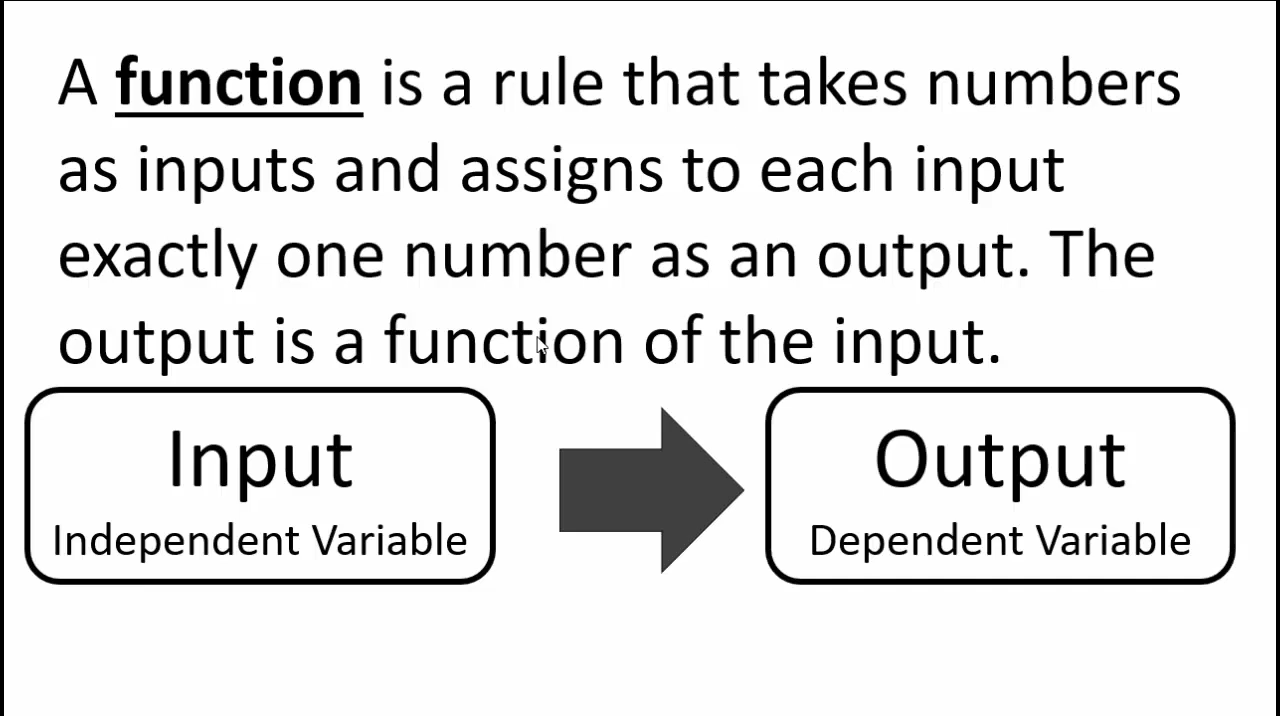 A function is a rule that takes numbers
as inputs and assigns to each input
exactly one number as an output. The
output is a function of the input.
Input
Independent Variable
Output
Dependent Variable